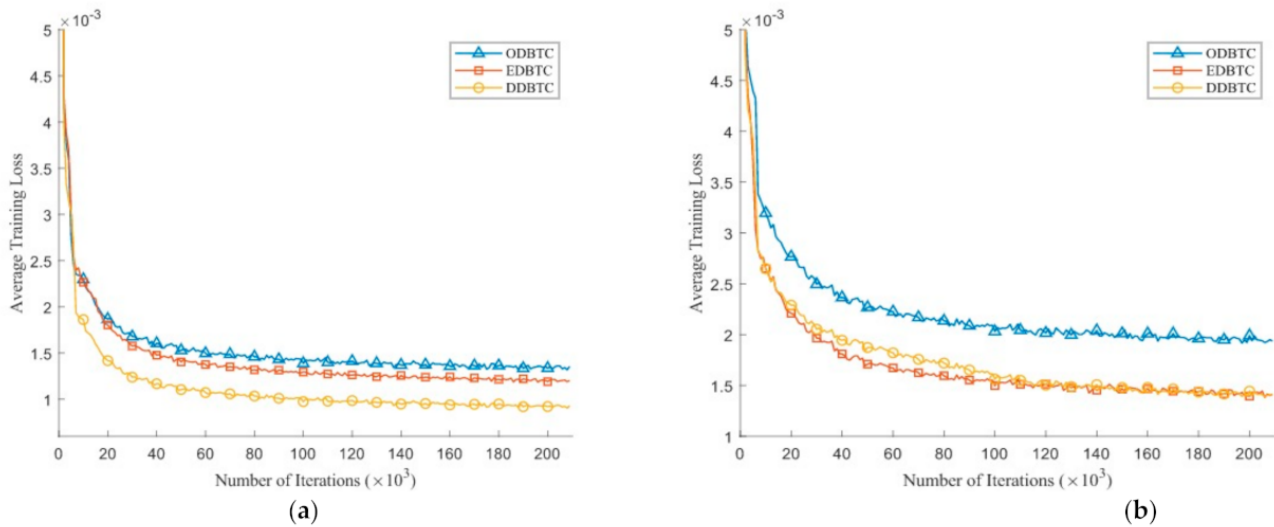 ×10⁻³
5
4.5
4
3.5
3
2.5
2
1.5
1
Average Training Loss
ODBTC
EDBTC
DDBTC
0 20 40 60 80 100 120 140 160 180 200
Number of Iterations (×10³)
(a)
×10⁻³
5
4.5
4
3.5
3
2.5
2
1.5
1
Average Training Loss
ODBTC
EDBTC
DDBTC
0 20 40 60 80 100 120 140 160 180 200
Number of Iterations (×10³)
(b)